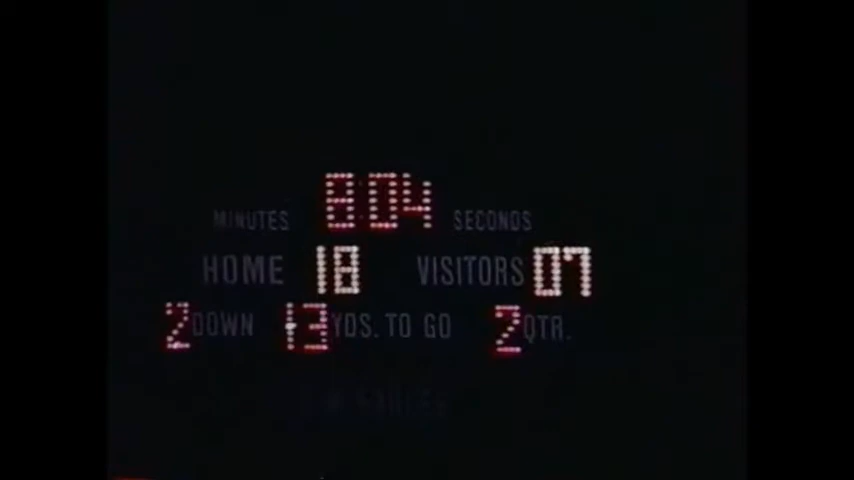 MINUTES 8:04 SECONDS
HOME 18 VISITORS 07
2 DOWN 13 YDS. TO GO 2 QTR.